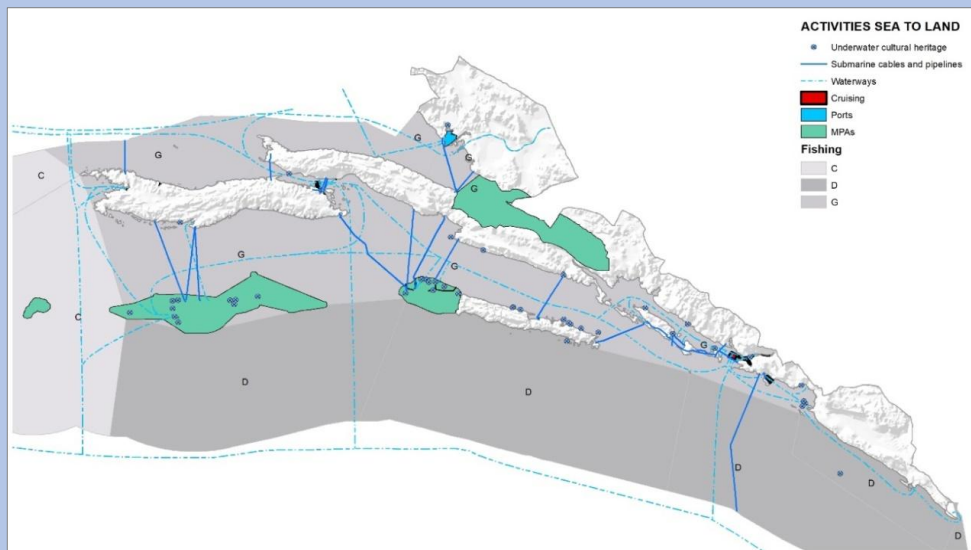 ACTIVITIES SEA TO LAND
Underwater cultural heritage
Submarine cables and pipelines
Waterways
Cruising
Ports
MPAs
Fishing
C
D
G
G
G
G
G
C
G
G
C
G
D
D
D
D
D